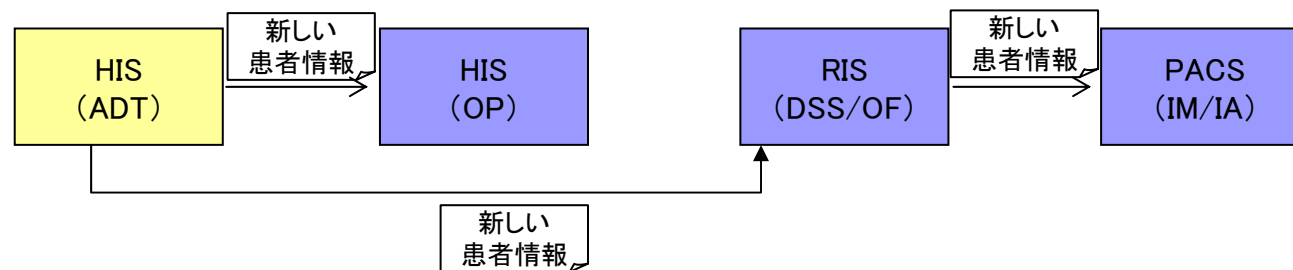 新しい
患者情報
新しい
患者情報
HIS
（ADT）
HIS
（OP）
RIS
（DSS/OF）
PACS
（IM/IA）
新しい
患者情報